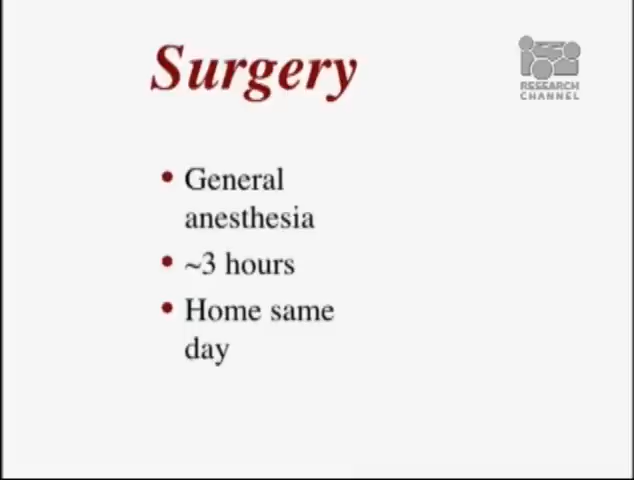 Surgery
RESEARCH
CHANNEL
• General
anesthesia
• ~3 hours
• Home same
day